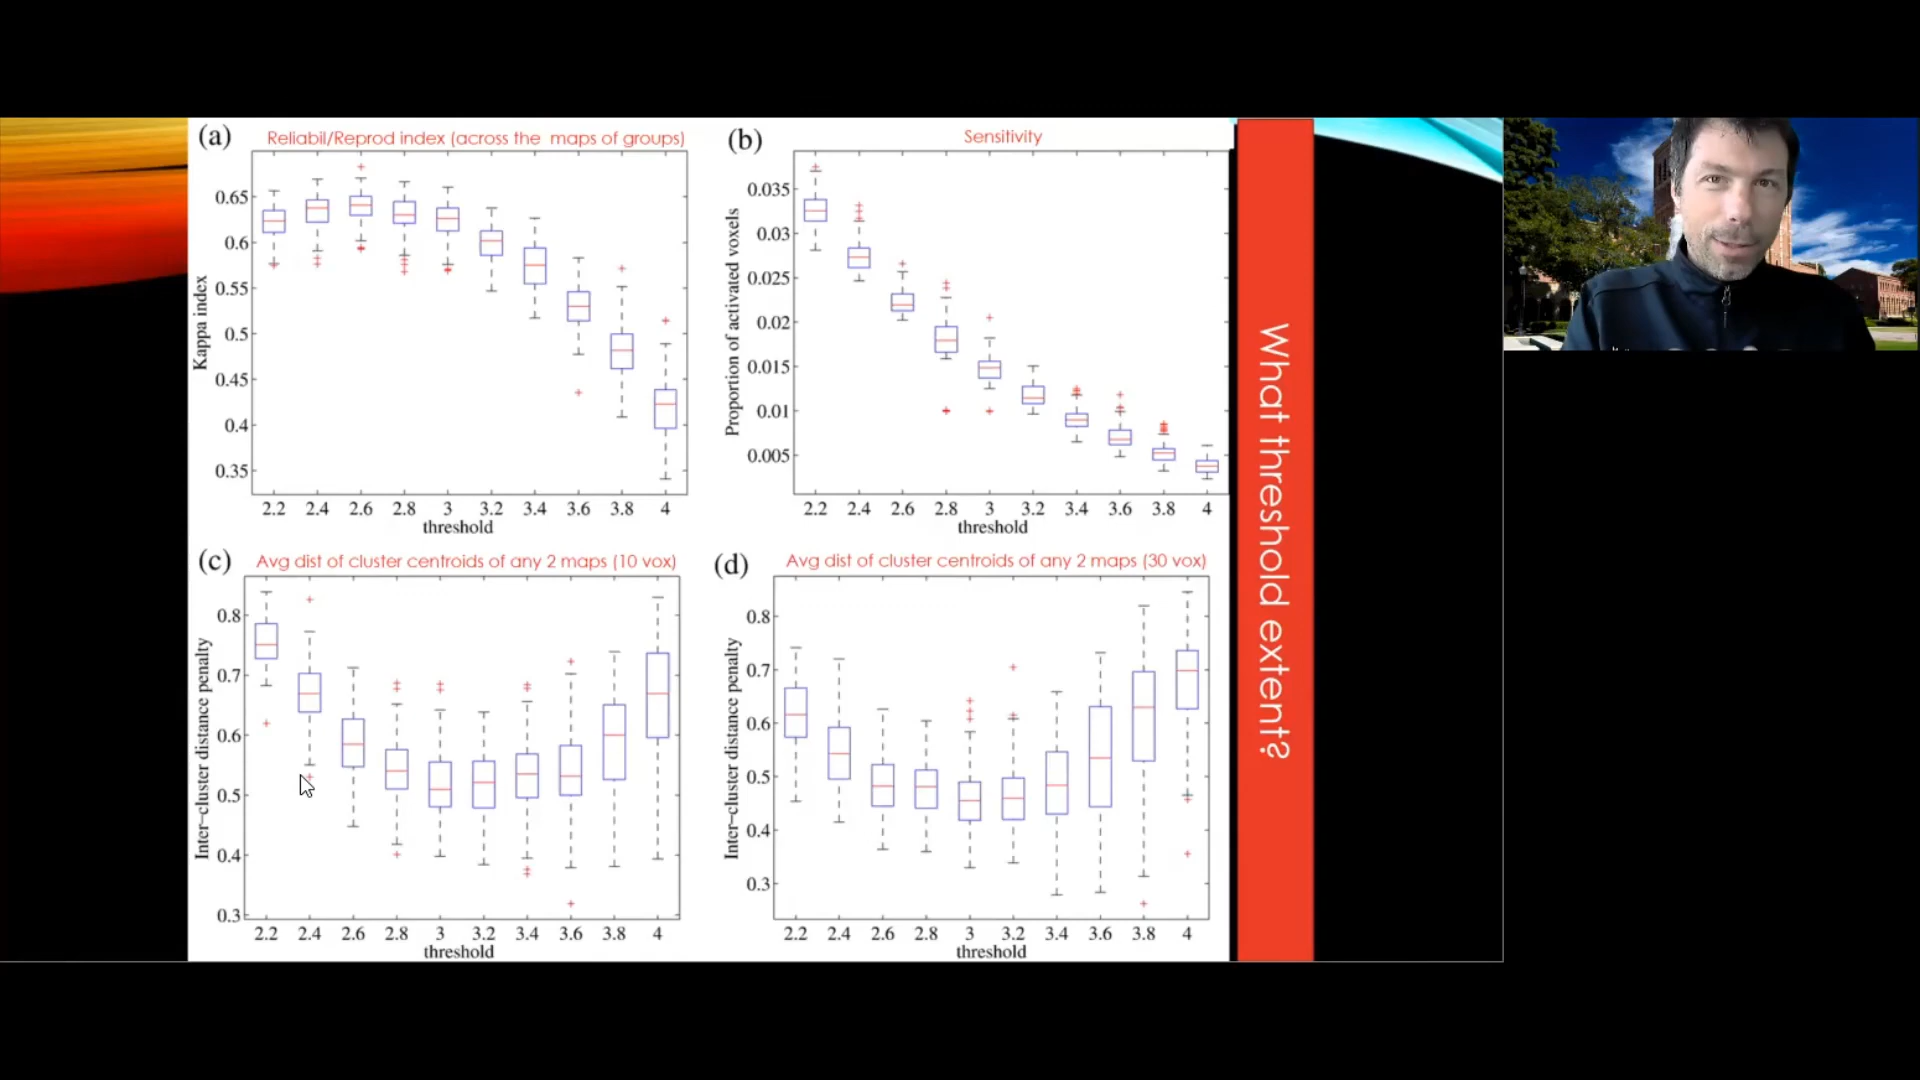 (a)
Reliabil/Reprod index (across the maps of groups)
Kappa index
0.65
0.6
0.55
0.5
0.45
0.4
0.35
2.2 2.4 2.6 2.8 3 3.2 3.4 3.6 3.8 4
threshold
(b)
Sensitivity
Proportion of activated voxels
0.035
0.03
0.025
0.02
0.015
0.01
0.005
2.2 2.4 2.6 2.8 3 3.2 3.4 3.6 3.8 4
threshold
(c)
Avg dist of cluster centroids of any 2 maps (10 vox)
Inter-cluster distance penalty
0.8
0.7
0.6
0.5
0.4
0.3
2.2 2.4 2.6 2.8 3 3.2 3.4 3.6 3.8 4
threshold
(d)
Avg dist of cluster centroids of any 2 maps (30 vox)
Inter-cluster distance penalty
0.8
0.7
0.6
0.5
0.4
0.3
2.2 2.4 2.6 2.8 3 3.2 3.4 3.6 3.8 4
threshold
What threshold extent?